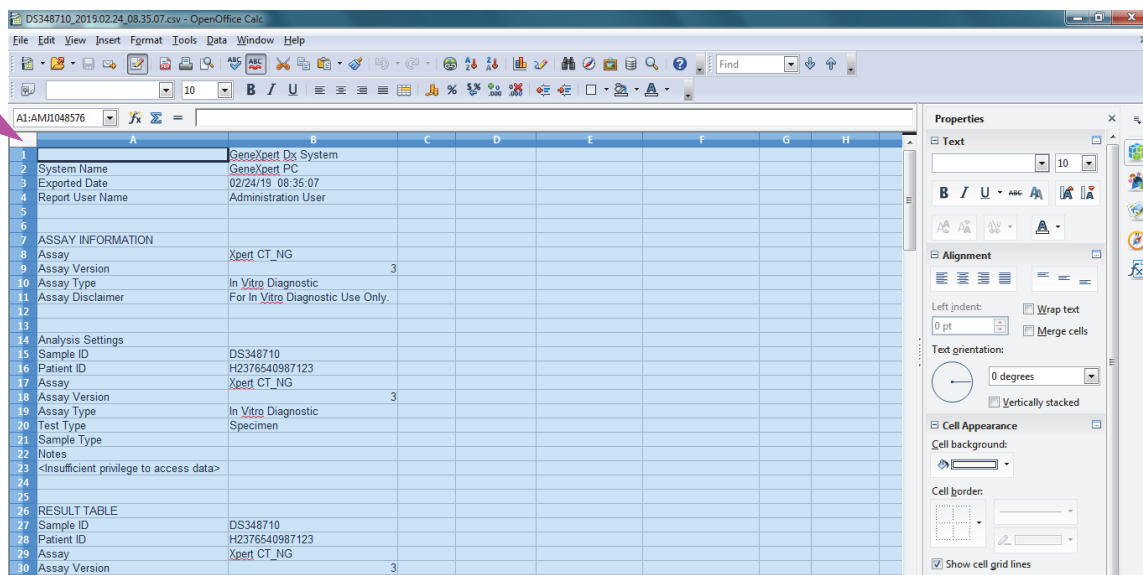 DS348710_2019.02.24_08.35.07.csv - OpenOffice Calc
File Edit View Insert Format Tools Data Window Help
Find
10 B I U
A1:AMJ1048576
A B C D E F G H
1 GeneXpert Dx System
2 System Name GeneXpert PC
3 Exported Date 02/24/19 08:35:07
4 Report User Name Administration User
5
6
7 ASSAY INFORMATION
8 Assay Xpert CT_NG
9 Assay Version 3
10 Assay Type In Vitro Diagnostic
11 Assay Disclaimer For In Vitro Diagnostic Use Only.
12
13
14 Analysis Settings
15 Sample ID DS348710
16 Patient ID H2376540987123
17 Assay Xpert CT_NG
18 Assay Version 3
19 Assay Type In Vitro Diagnostic
20 Test Type Specimen
21 Sample Type
22 Notes
23 <Insufficient privilege to access data>
24
25
26 RESULT TABLE
27 Sample ID DS348710
28 Patient ID H2376540987123
29 Assay Xpert CT_NG
30 Assay Version 3
Properties
Text
10
B I U ABC
Alignment
Left indent:
Wrap text
0 pt
Merge cells
Text orientation:
0 degrees
Vertically stacked
Cell Appearance
Cell background:
Cell border:
Show cell grid lines